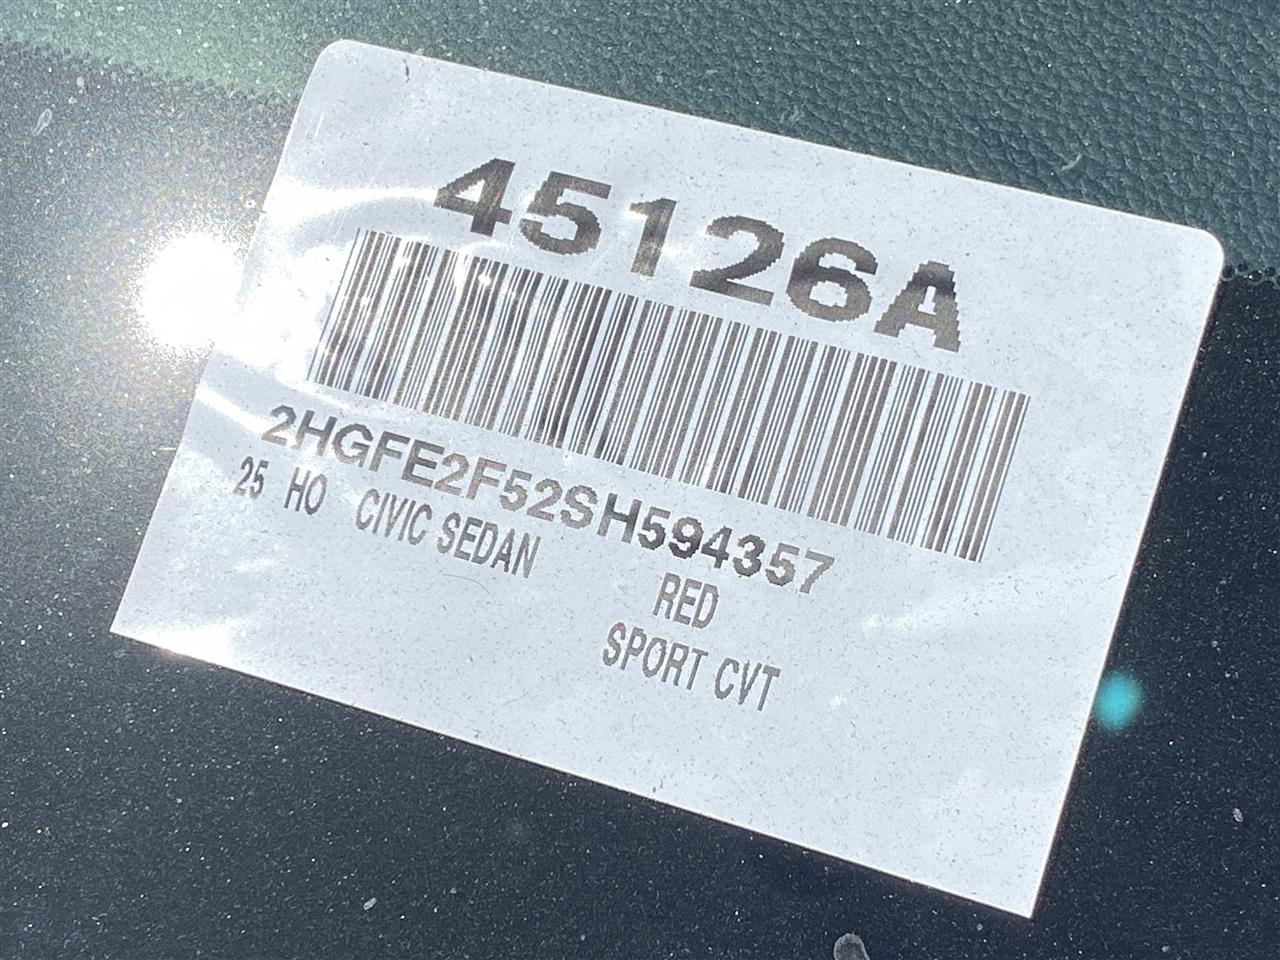 45126A
2HGFE2F52SH594357
25 HO CIVIC SEDAN
RED
SPORT CVT